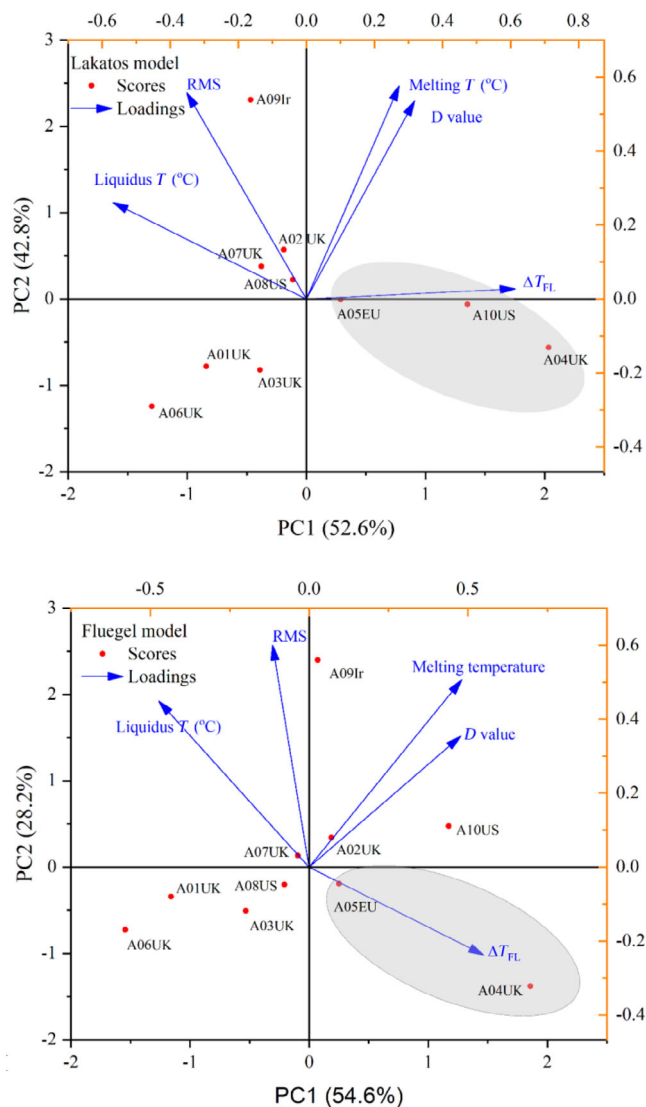 -0.6 -0.4 -0.2 0.0 0.2 0.4 0.6 0.8
3
2
1
0
-1
-2
PC2 (42.8%)
Lakatos model
Scores
Loadings
RMS
A09Ir
Melting T (°C)
D value
Liquidus T (°C)
A02UK
A07UK
A08US
ΔTFL
A05EU
A10US
A04UK
A01UK
A03UK
A06UK
0.6
0.4
0.2
0.0
-0.2
-0.4
-2 -1 0 1 2
PC1 (52.6%)
-0.5 0.0 0.5
3
2
1
0
-1
-2
PC2 (28.2%)
Fluegel model
Scores
Loadings
RMS
A09Ir
Melting temperature
Liquidus T (°C)
D value
A10US
A07UK
A02UK
A01UK
A08US
A05EU
A06UK
A03UK
ΔTFL
A04UK
0.6
0.4
0.2
0.0
-0.2
-0.4
-2 -1 0 1 2
PC1 (54.6%)